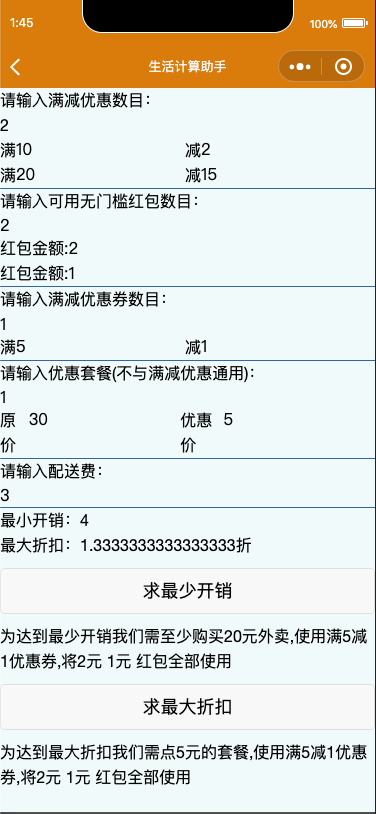 1:45
100%
生活计算助手
请输入满减优惠数目：
2
满10 减2
满20 减15
请输入可用无门槛红包数目：
2
红包金额:2
红包金额:1
请输入满减优惠券数目：
1
满5 减1
请输入优惠套餐(不与满减优惠通用)：
1
原 30 优惠 5
价 价
请输入配送费：
3
最小开销：4
最大折扣：1.3333333333333333折
求最少开销
为达到最少开销我们需至少购买20元外卖,使用满5减
1优惠券,将2元 1元 红包全部使用
求最大折扣
为达到最大折扣我们需点5元的套餐,使用满5减1优惠
券,将2元 1元 红包全部使用